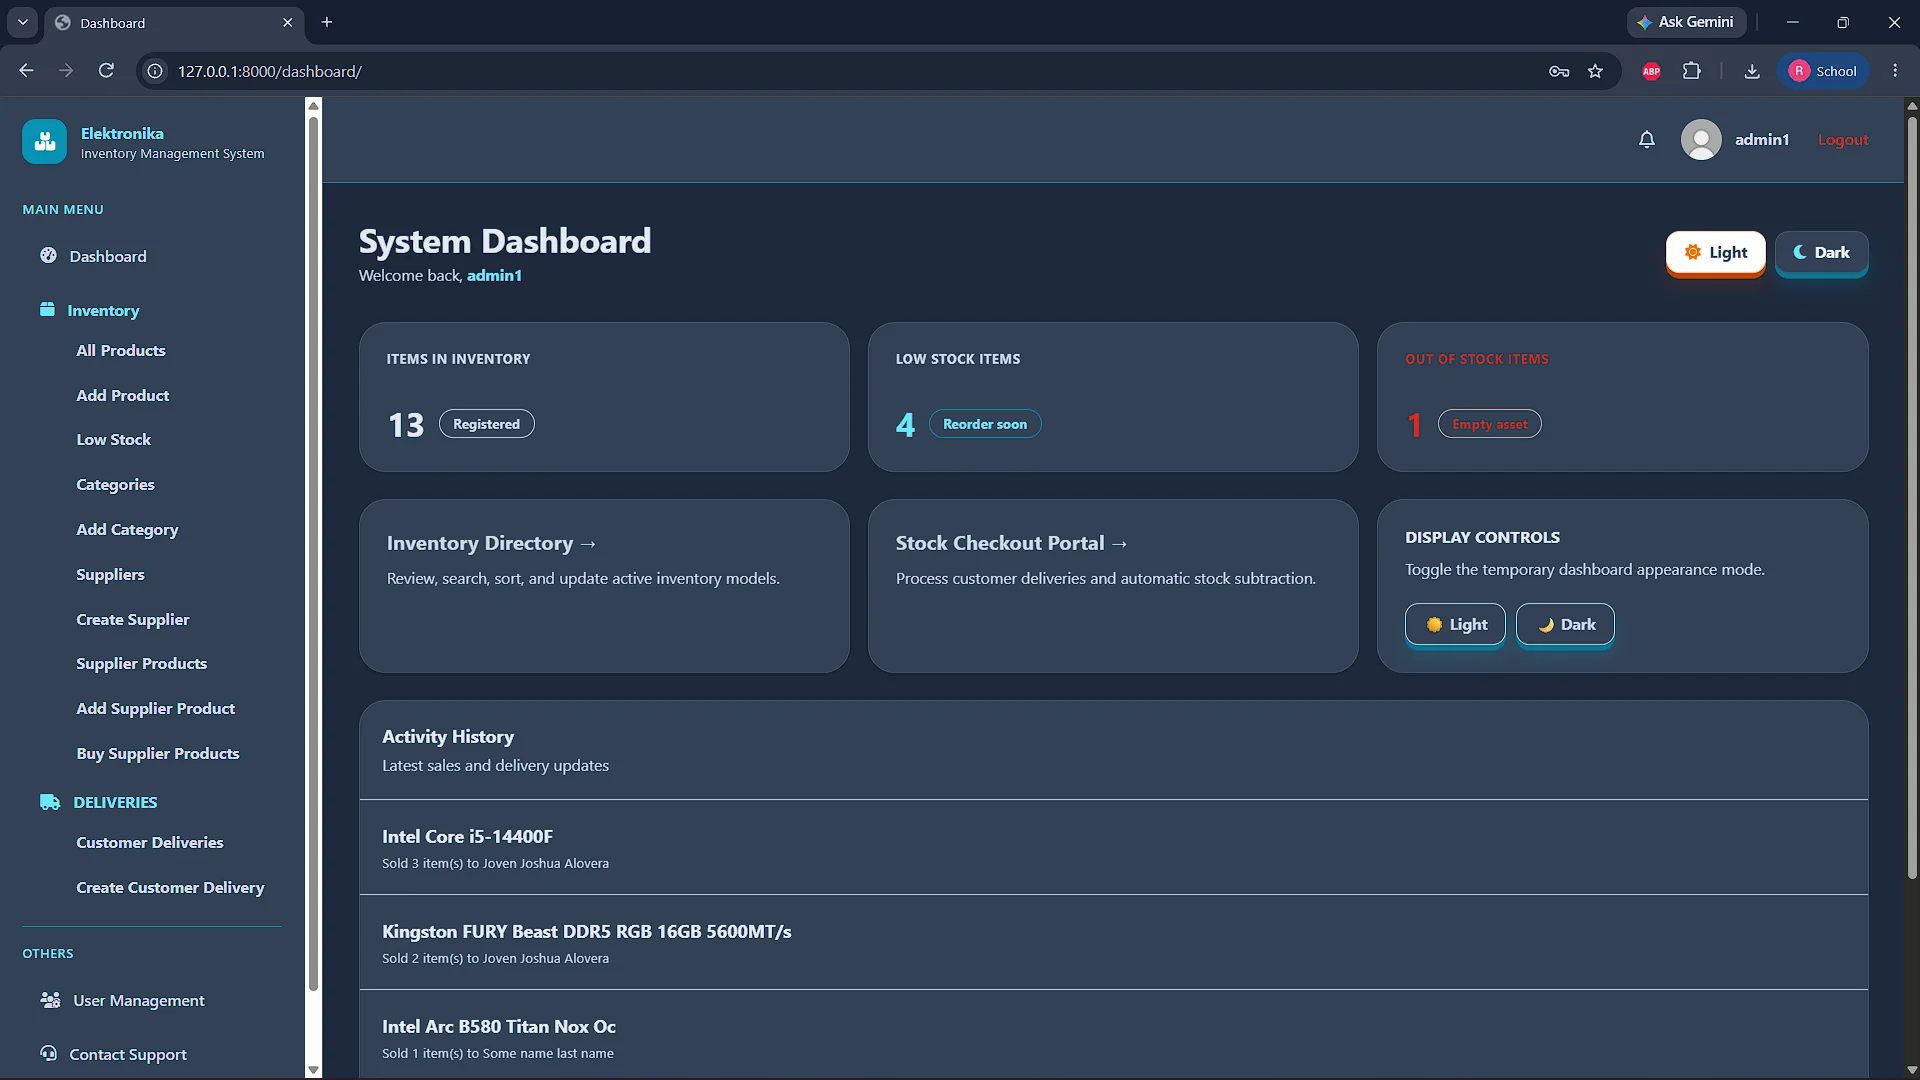 Dashboard
Ask Gemini
127.0.0.1:8000/dashboard/
ABP
R School
Elektronika
Inventory Management System
MAIN MENU
Dashboard
Inventory
All Products
Add Product
Low Stock
Categories
Add Category
Suppliers
Create Supplier
Supplier Products
Add Supplier Product
Buy Supplier Products
DELIVERIES
Customer Deliveries
Create Customer Delivery
OTHERS
User Management
Contact Support
admin1 Logout
System Dashboard
Welcome back, admin1
Light Dark
ITEMS IN INVENTORY
13 Registered
LOW STOCK ITEMS
4 Reorder soon
OUT OF STOCK ITEMS
1 Empty asset
Inventory Directory →
Review, search, sort, and update active inventory models.
Stock Checkout Portal →
Process customer deliveries and automatic stock subtraction.
DISPLAY CONTROLS
Toggle the temporary dashboard appearance mode.
Light Dark
Activity History
Latest sales and delivery updates
Intel Core i5-14400F
Sold 3 item(s) to Joven Joshua Alovera
Kingston FURY Beast DDR5 RGB 16GB 5600MT/s
Sold 2 item(s) to Joven Joshua Alovera
Intel Arc B580 Titan Nox Oc
Sold 1 item(s) to Some name last name